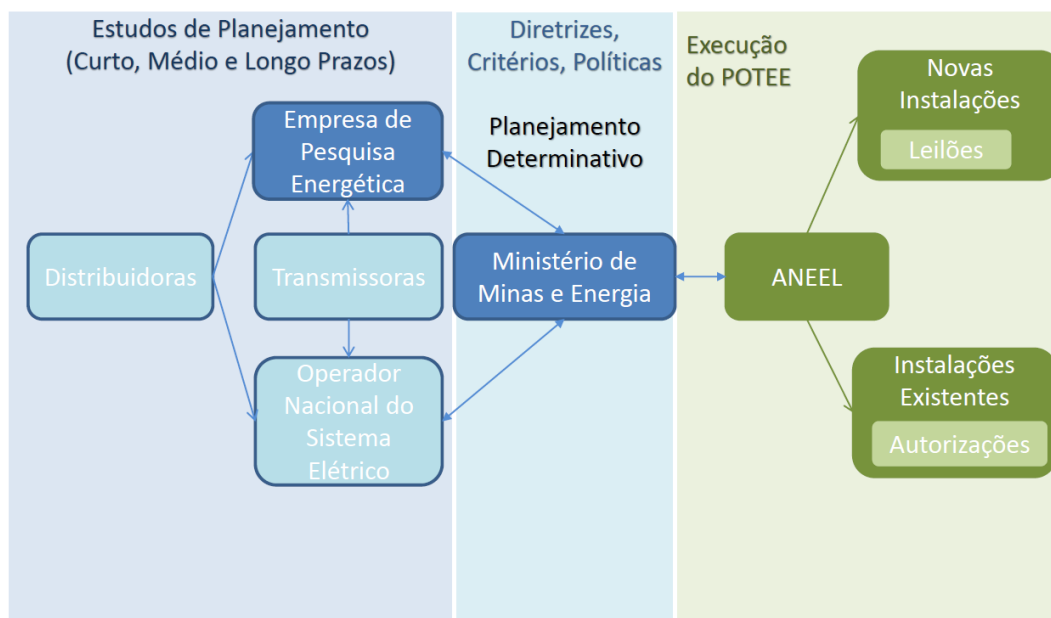 Estudos de Planejamento
(Curto, Médio e Longo Prazos)
Diretrizes,
Critérios, Políticas
Execução
do POTEE
Empresa de
Pesquisa
Energética
Planejamento
Determinativo
Novas
Instalações
Leilões
Distribuidoras
Transmissoras
Ministério de
Minas e Energia
ANEEL
Operador
Nacional do
Sistema
Elétrico
Instalações
Existentes
Autorizações